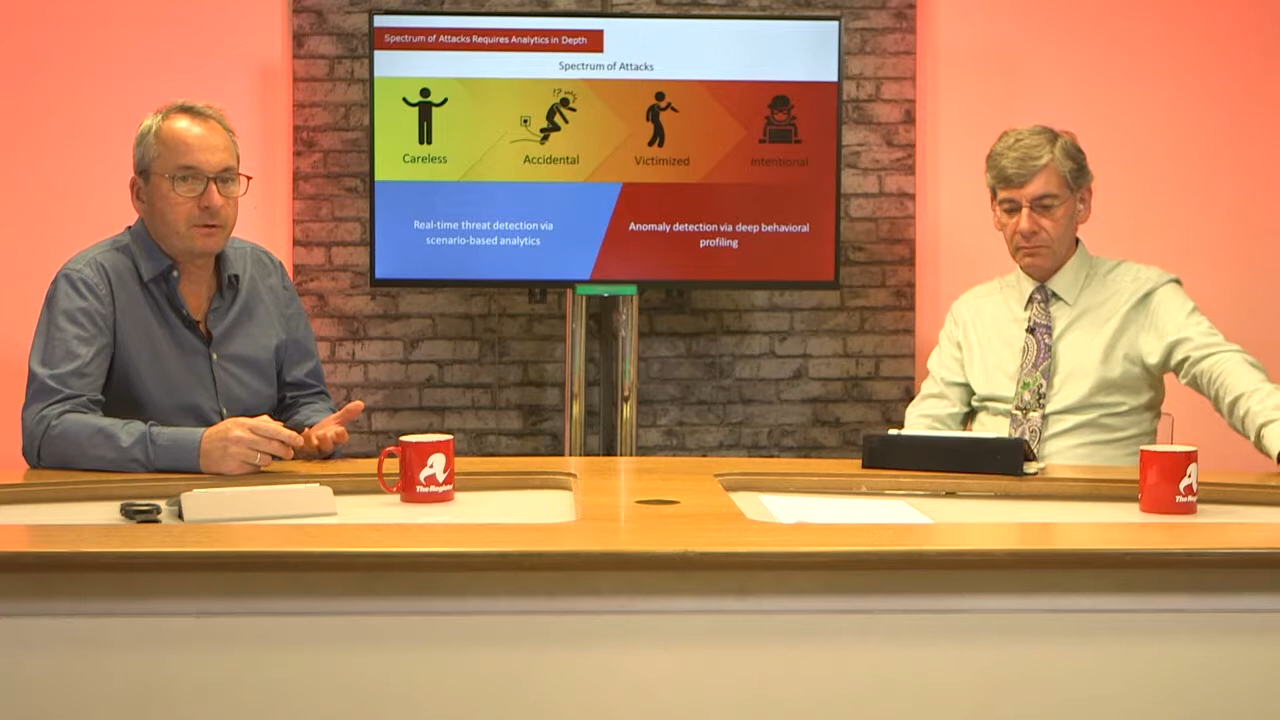 Spectrum of Attacks Requires Analytics in Depth
Spectrum of Attacks
!?
Careless
Accidental
Victimized
Intentional
Real-time threat detection via
scenario-based analytics
Anomaly detection via deep behavioral
profiling
The Register
The Register